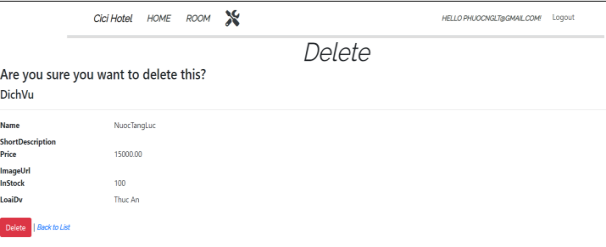 Cici Hotel HOME ROOM HELLO PHUOCNGLT@GMAIL.COM! Logout
Delete
Are you sure you want to delete this?
DichVu
Name NuocTangLuc
ShortDescription
Price 15000.00
ImageUrl
InStock 100
LoaiDv Thuc An
Delete | Back to List